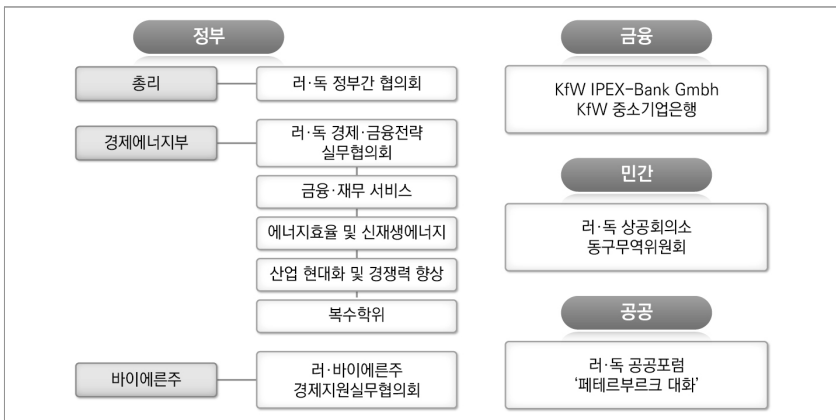 정부
총리
러·독 정부간 협의회
경제에너지부
러·독 경제·금융전략
실무협의회
금융·재무 서비스
에너지효율 및 신재생에너지
산업 현대화 및 경쟁력 향상
복수학위
바이에른주
러·바이에른주
경제지원실무협의회
금융
KfW IPEX-Bank Gmbh
KfW 중소기업은행
민간
러·독 상공회의소
동구무역위원회
공공
러·독 공공포럼
'페테르부르크 대화'